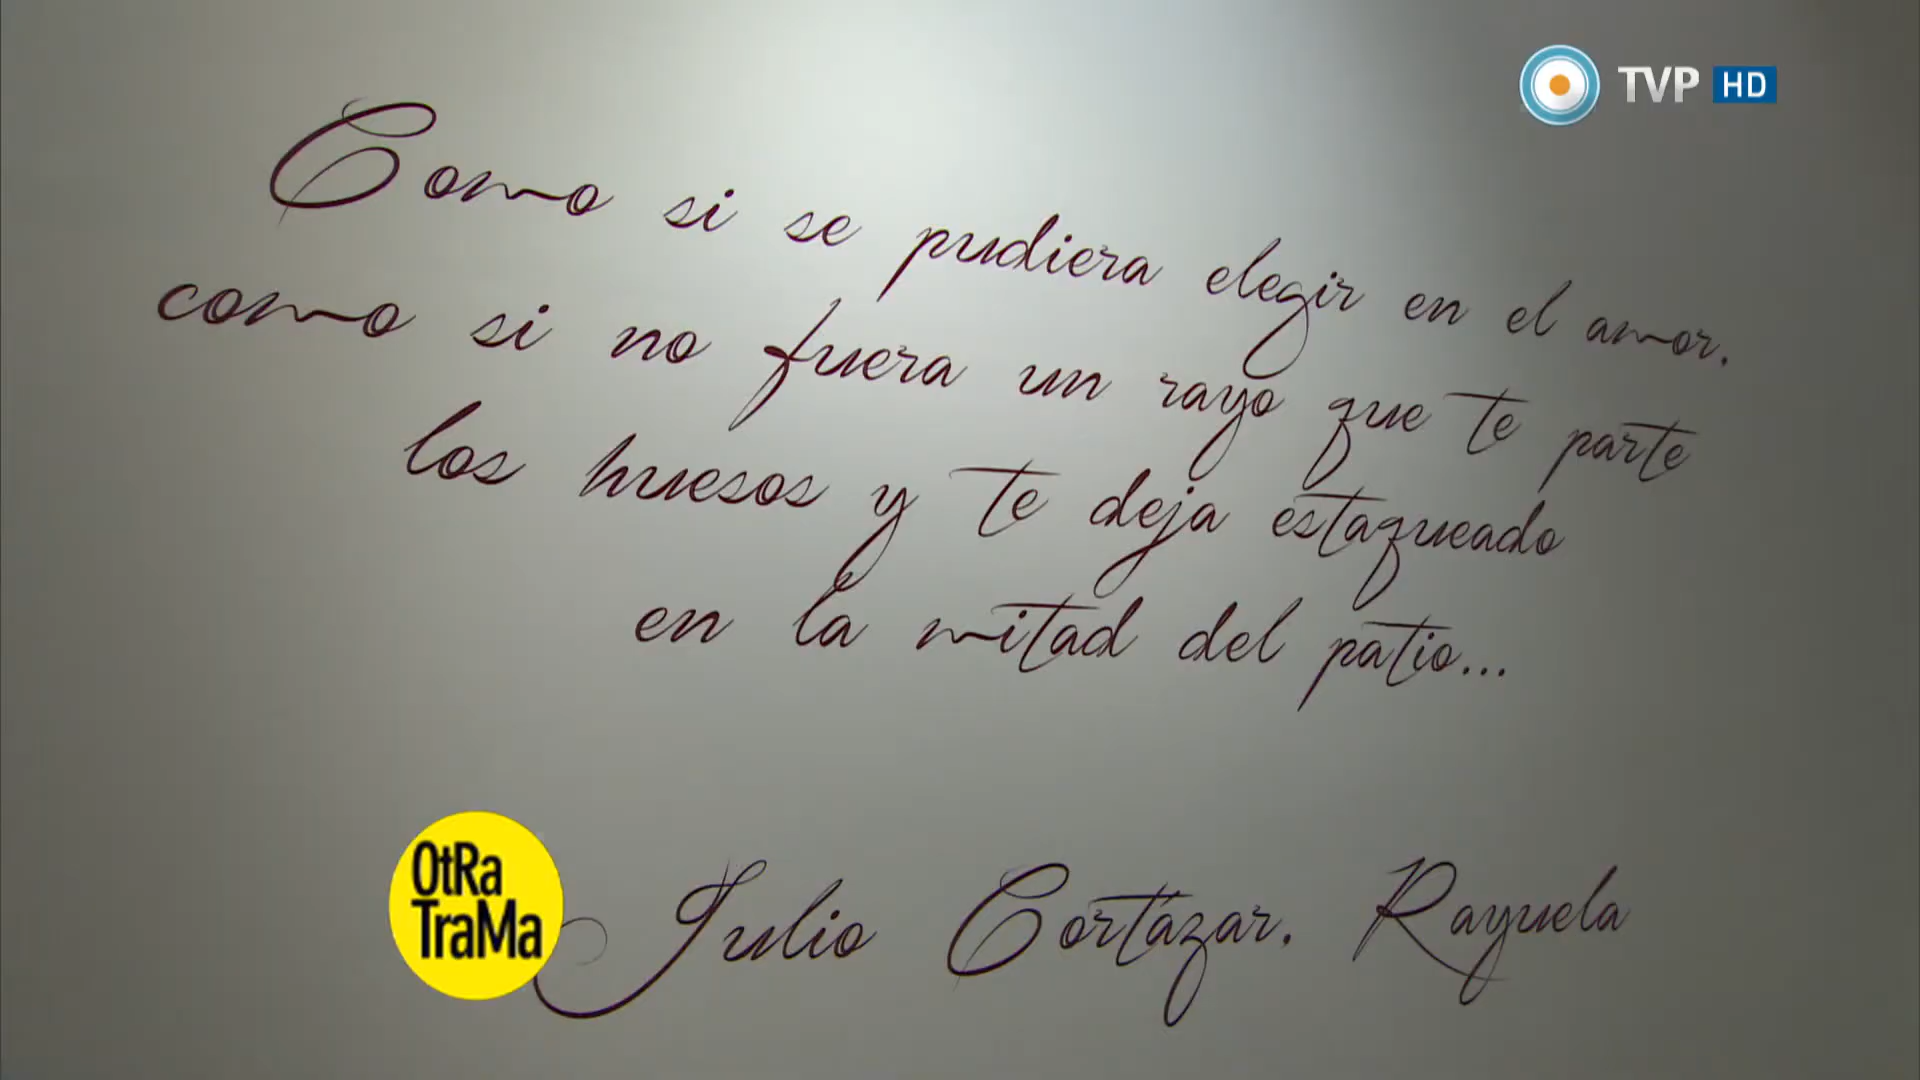 TVP HD
Como si se pudiera elegir en el amor,
como si no fuera un rayo que te parte
los huesos y te deja estaqueado
en la mitad del patio...
OtRa
TraMa
Julio Cortázar, Rayuela